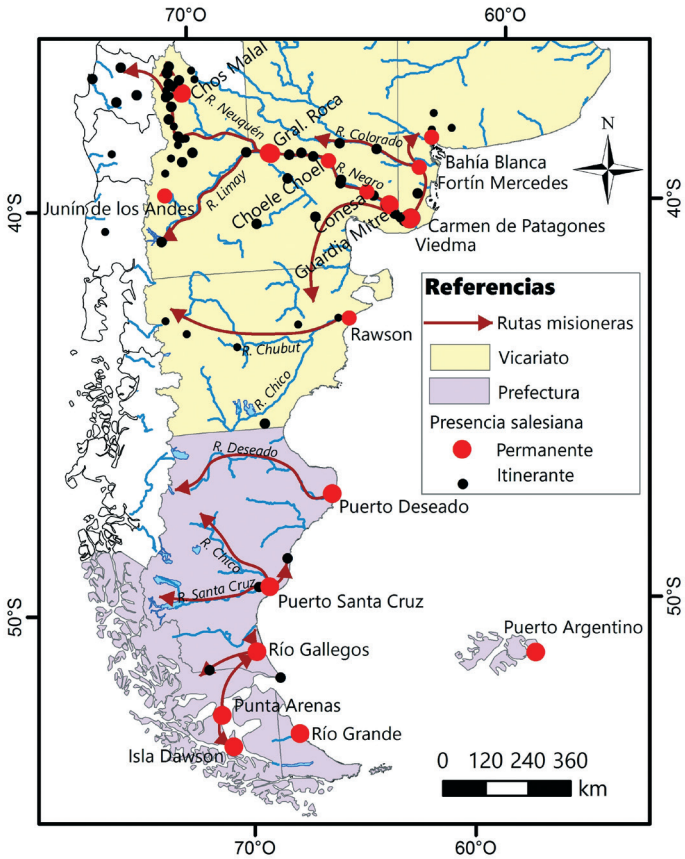 70°O 60°O
Chos Malal
R. Neuquén
Gral. Roca
R. Colorado
N
Bahía Blanca
Fortín Mercedes
R. Negro
Choele Choel
R. Limay
Junín de los Andes
Conesa
Guardia Mitre
40°S 40°S
Carmen de Patagones
Viedma
Referencias
Rutas misioneras
Vicariato
Prefectura
Presencia salesiana
Permanente
Itinerante
Rawson
R. Chubut
R. Chico
R. Deseado
Puerto Deseado
R. Chico
R. Santa Cruz
Puerto Santa Cruz
50°S 50°S
Puerto Argentino
Río Gallegos
Punta Arenas
Río Grande
Isla Dawson
0 120 240 360
km
70°O 60°O